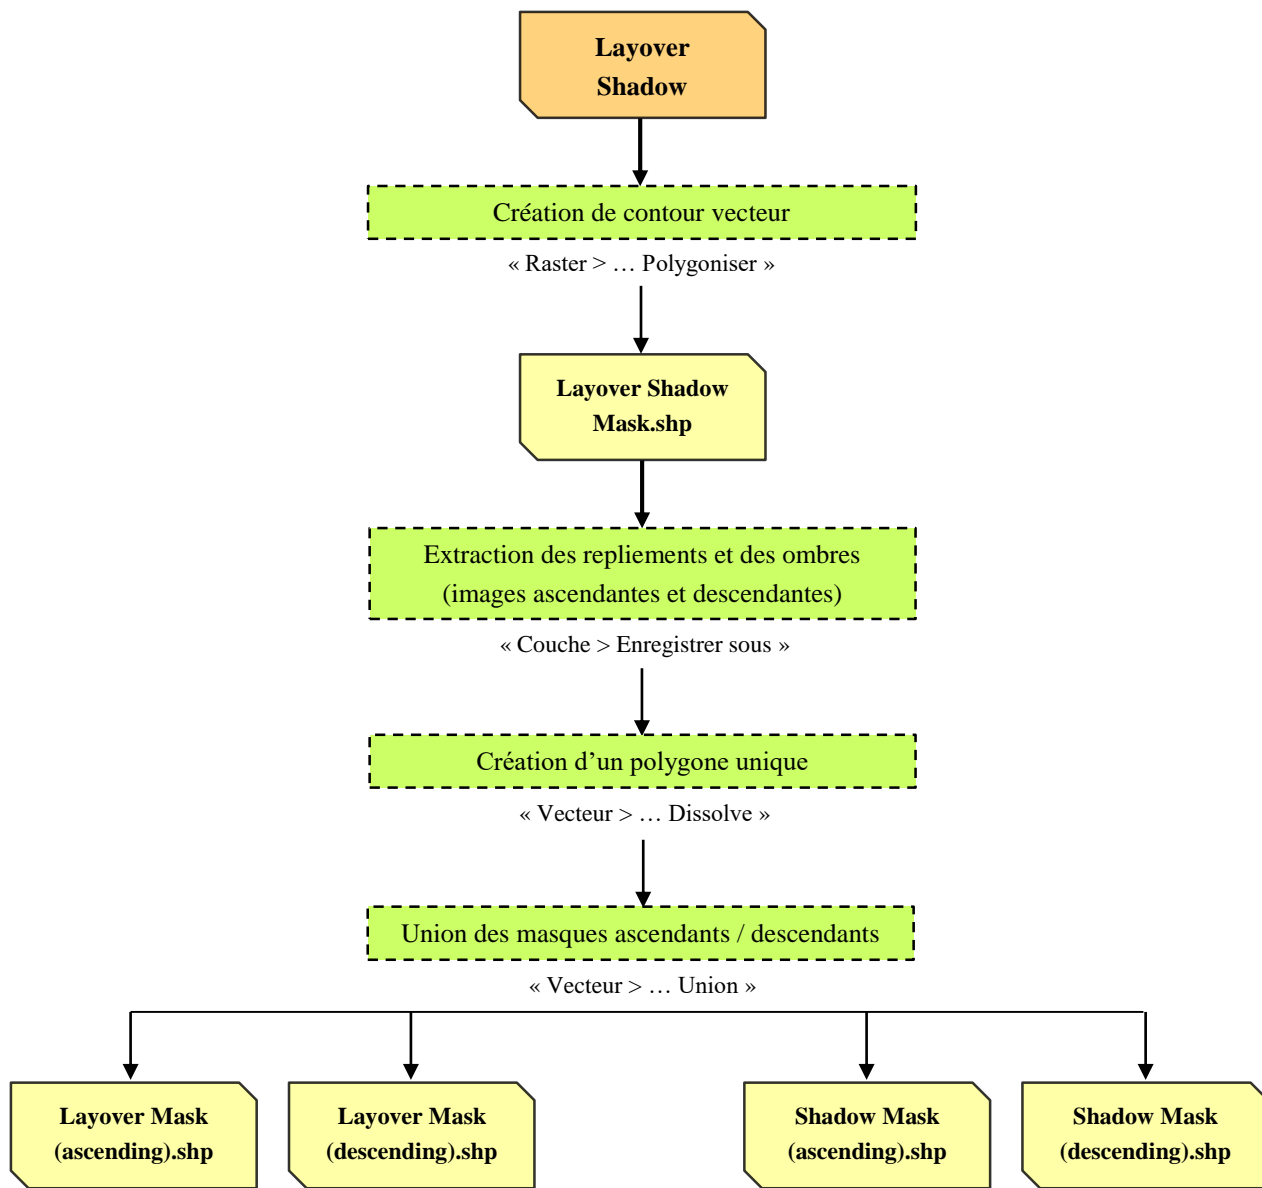 Layover
Shadow
Création de contour vecteur
« Raster > … Polygoniser »
Layover Shadow
Mask.shp
Extraction des repliements et des ombres
(images ascendantes et descendantes)
« Couche > Enregistrer sous »
Création d’un polygone unique
« Vecteur > … Dissolve »
Union des masques ascendants / descendants
« Vecteur > … Union »
Layover Mask
(ascending).shp
Layover Mask
(descending).shp
Shadow Mask
(ascending).shp
Shadow Mask
(descending).shp